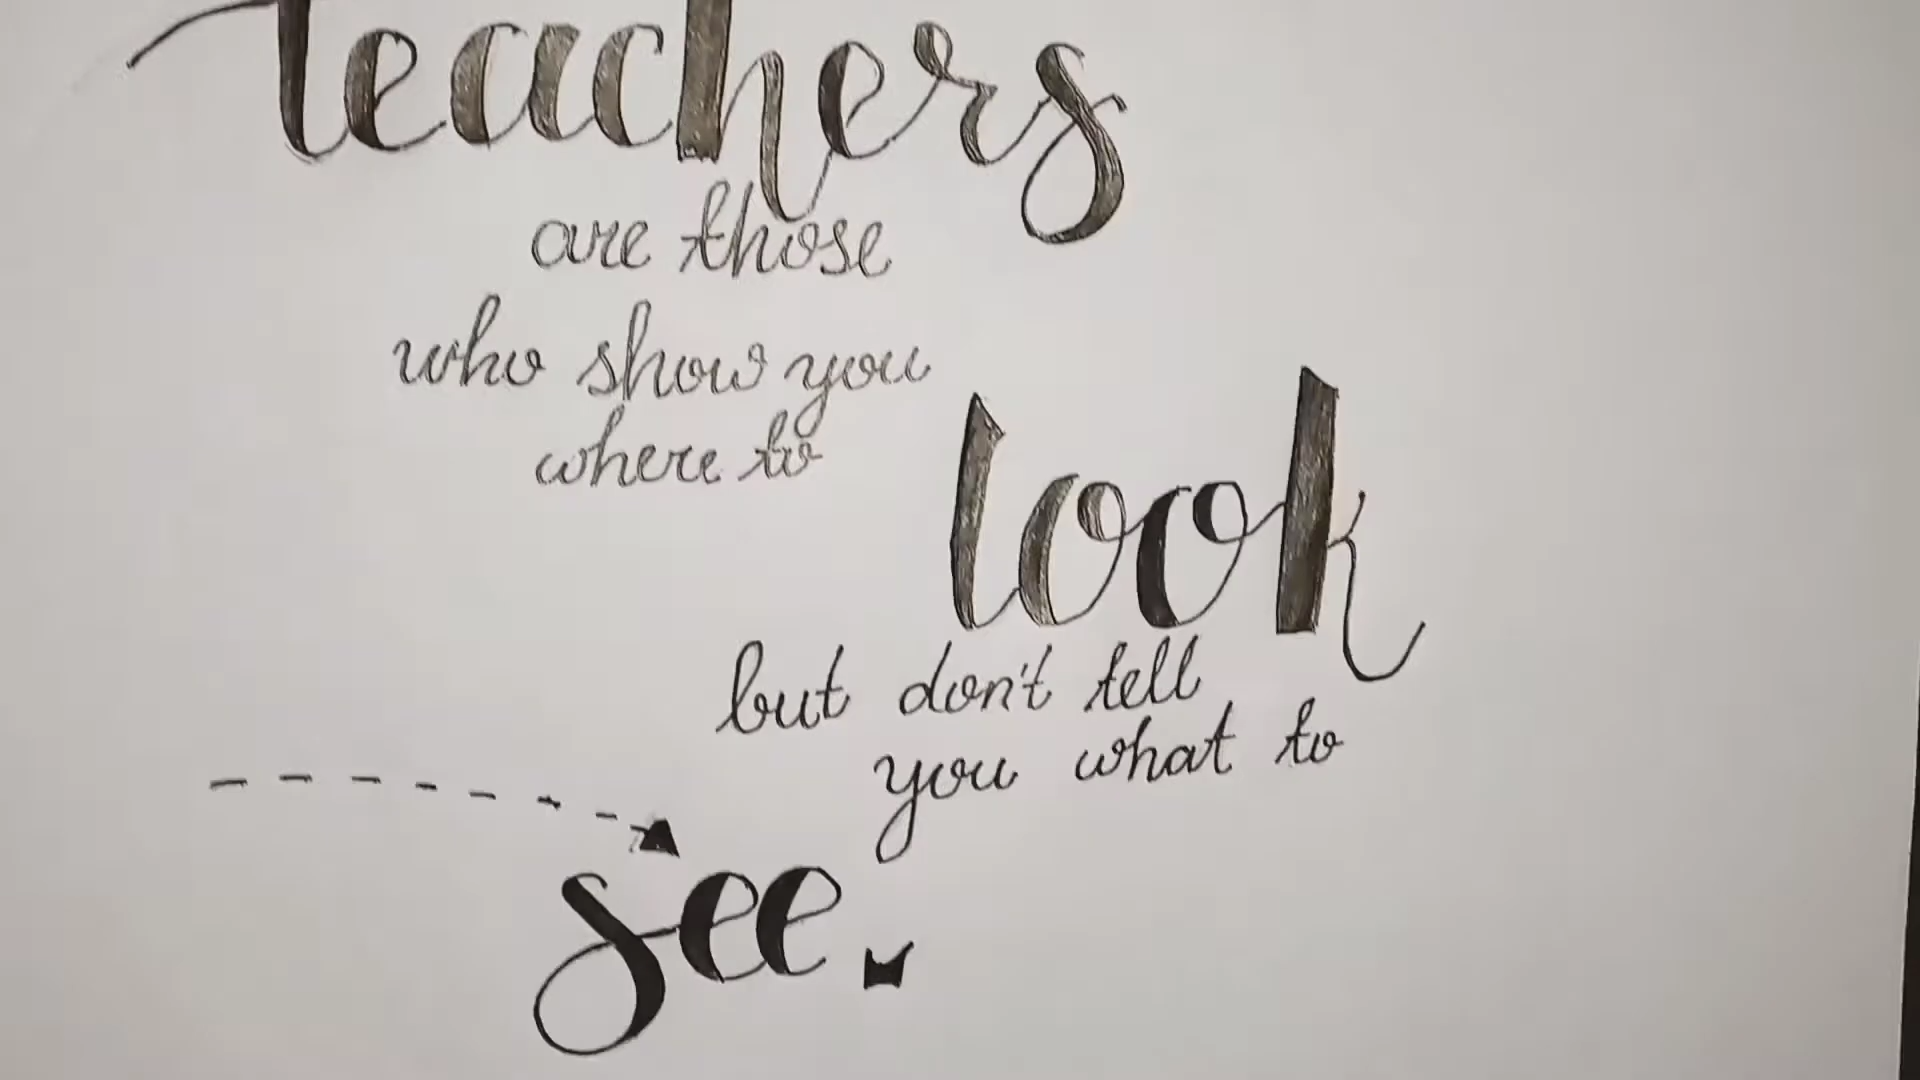 teachers
are those
who show you
where to
look
but don't tell
you what to
see.